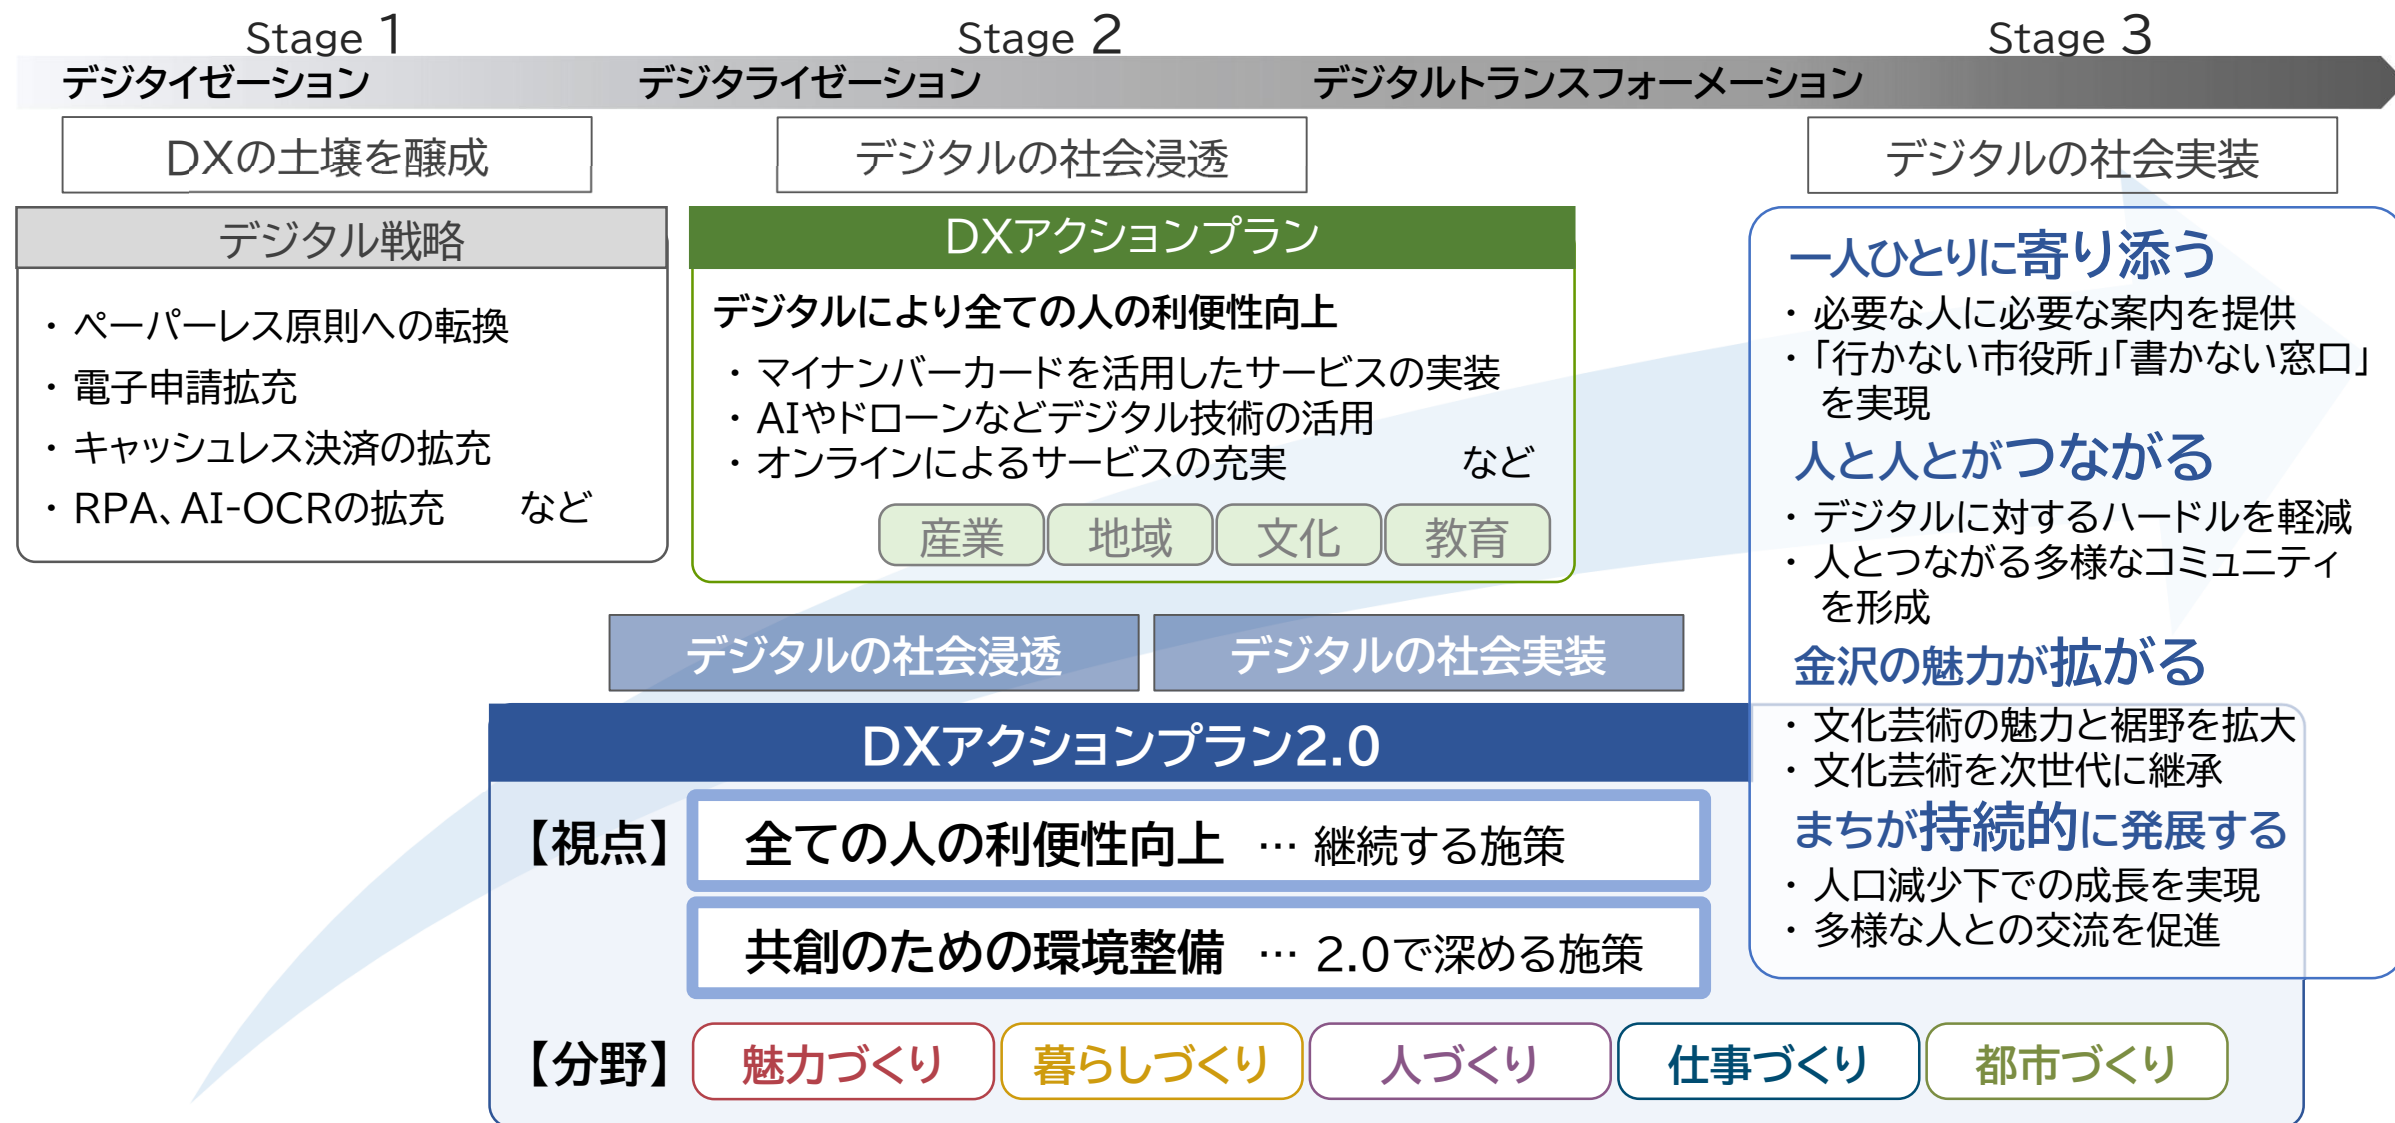 Stage 1
Stage 2
Stage 3
デジタイゼーション
デジタライゼーション
デジタルトランスフォーメーション
DXの土壌を醸成
デジタルの社会浸透
デジタルの社会実装
デジタル戦略
・ペーパーレス原則への転換
・電子申請拡充
・キャッシュレス決済の拡充
・RPA、AI-OCRの拡充 など
DXアクションプラン
デジタルにより全ての人の利便性向上
・マイナンバーカードを活用したサービスの実装
・AIやドローンなどデジタル技術の活用
・オンラインによるサービスの充実 など
産業
地域
文化
教育
一人ひとりに寄り添う
・必要な人に必要な案内を提供
・「行かない市役所」「書かない窓口」
を実現
人と人とがつながる
・デジタルに対するハードルを軽減
・人とつながる多様なコミュニティ
を形成
金沢の魅力が拡がる
・文化芸術の魅力と裾野を拡大
・文化芸術を次世代に継承
まちが持続的に発展する
・人口減少下での成長を実現
・多様な人との交流を促進
デジタルの社会浸透
デジタルの社会実装
DXアクションプラン2.0
【視点】
全ての人の利便性向上 … 継続する施策
共創のための環境整備 … 2.0で深める施策
【分野】
魅力づくり
暮らしづくり
人づくり
仕事づくり
都市づくり